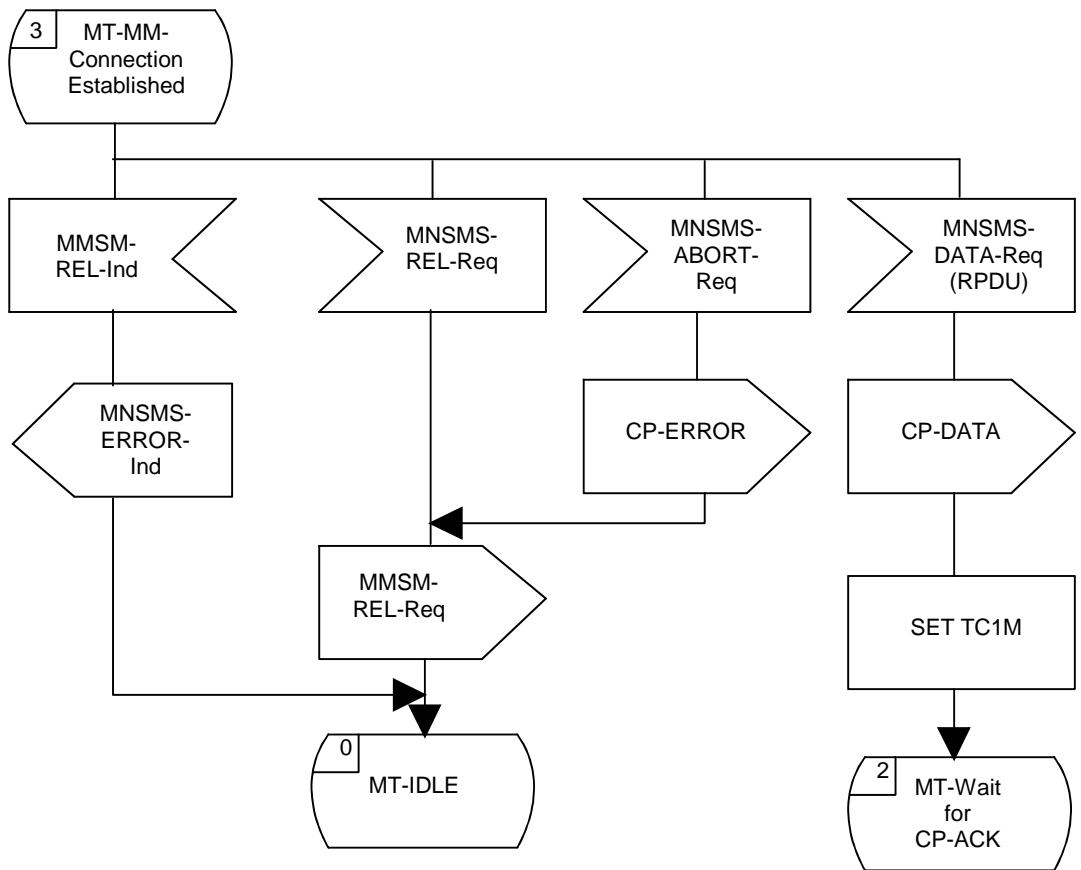 3
MT-MM-
Connection
Established
MMSM-
REL-Ind
MNSMS-
REL-Req
MNSMS-
ABORT-
Req
MNSMS-
DATA-Req
(RPDU)
MNSMS-
ERROR-
Ind
CP-ERROR
CP-DATA
MMSM-
REL-Req
SET TC1M
0
MT-IDLE
2
MT-Wait
for
CP-ACK